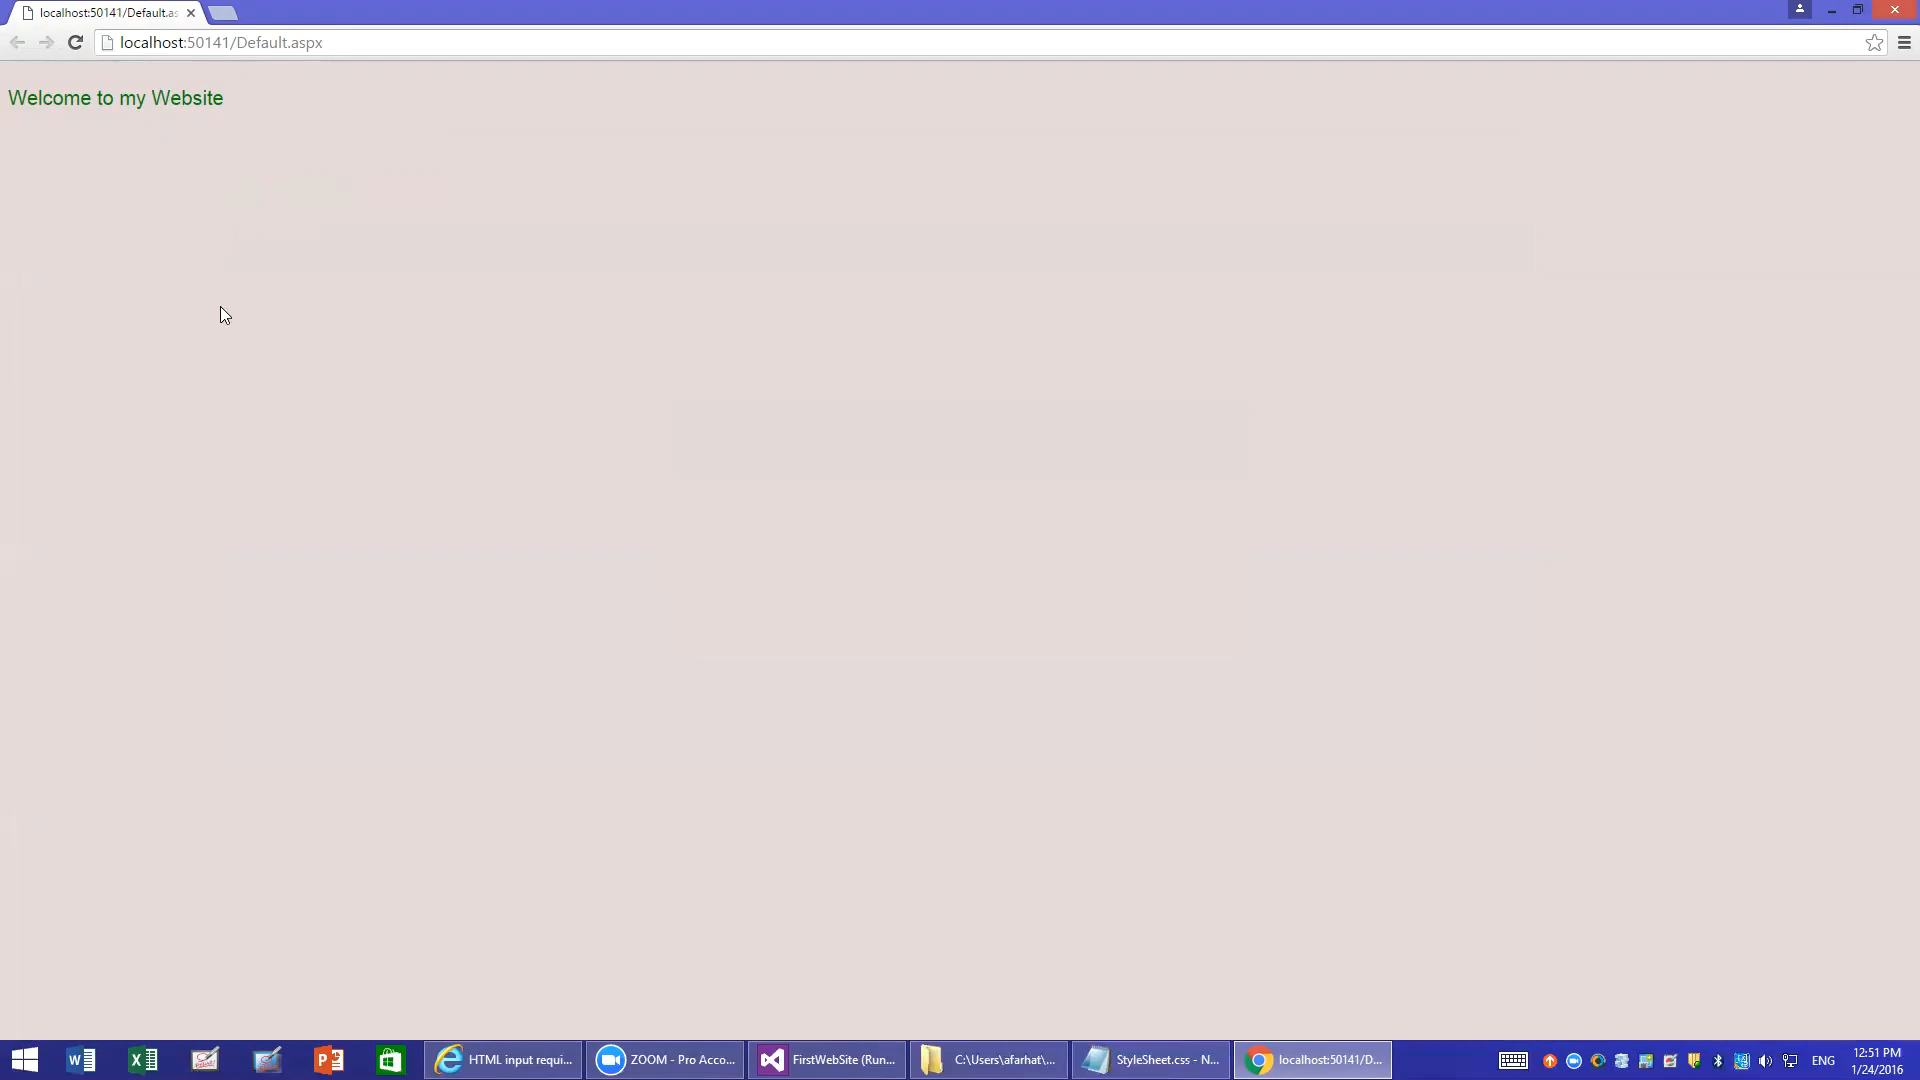 localhost:50141/Default.as
localhost:50141/Default.aspx
Welcome to my Website
HTML input requi...
ZOOM - Pro Acco...
FirstWebSite (Run...
C:\Users\afarhat\...
StyleSheet.css - N...
localhost:50141/D...
ENG
12:51 PM
1/24/2016